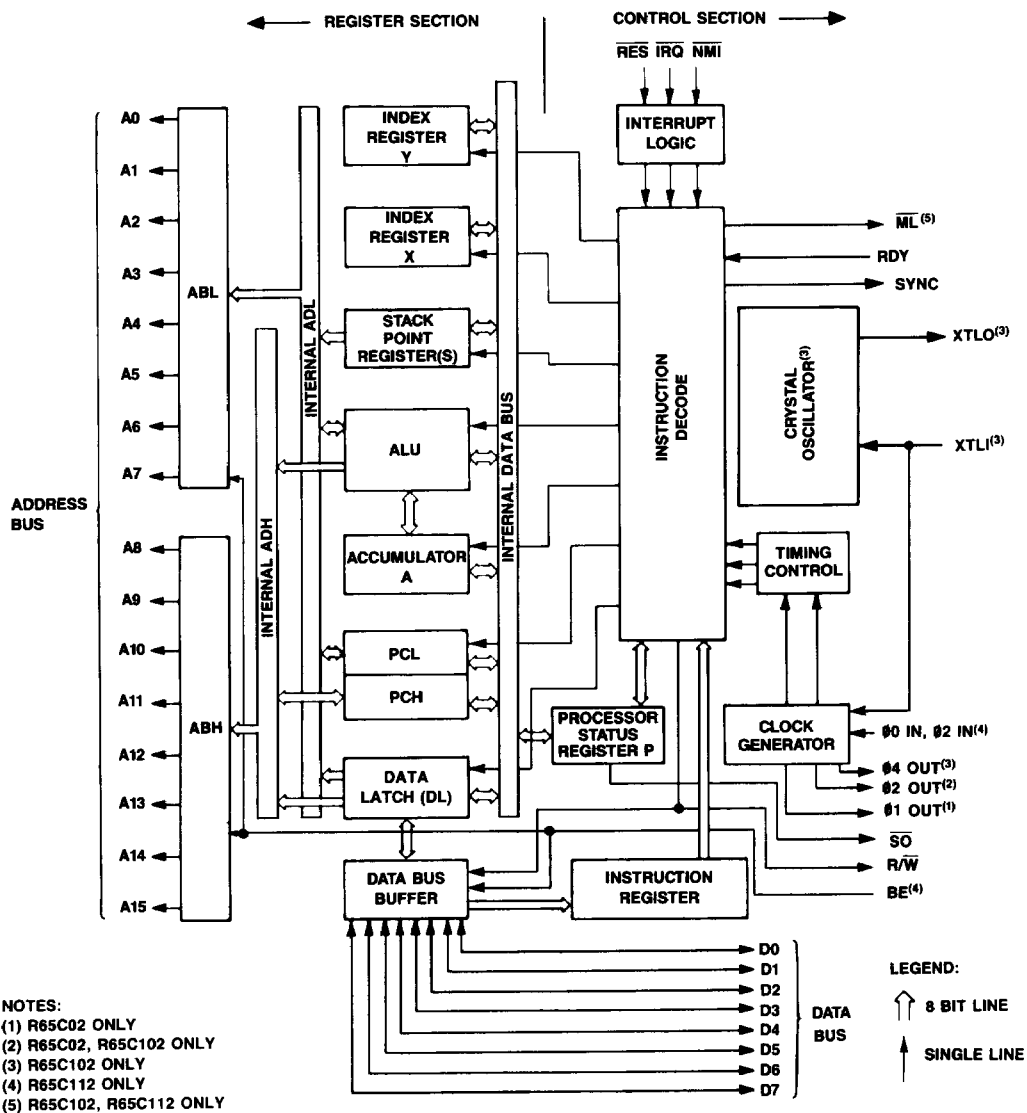 REGISTER SECTION
CONTROL SECTION
RES IRQ NMI
INTERRUPT
LOGIC
A0
A1
A2
A3
A4
A5
A6
A7
ABL
ADDRESS
BUS
A8
A9
A10
A11
A12
A13
A14
A15
ABH
INTERNAL ADL
INTERNAL ADH
INDEX
REGISTER
Y
INDEX
REGISTER
X
STACK
POINT
REGISTER(S)
ALU
ACCUMULATOR
A
PCL
PCH
DATA
LATCH (DL)
DATA BUS
BUFFER
INTERNAL DATA BUS
INSTRUCTION
DECODE
PROCESSOR
STATUS
REGISTER P
INSTRUCTION
REGISTER
ML(5)
RDY
SYNC
CRYSTAL
OSCILLATOR(3)
XTLO(3)
XTLI(3)
TIMING
CONTROL
CLOCK
GENERATOR
Ø0 IN, Ø2 IN(4)
Ø4 OUT(3)
Ø2 OUT(2)
Ø1 OUT(1)
SO
R/W
BE(4)
D0
D1
D2
D3
D4
D5
D6
D7
DATA
BUS
LEGEND:
8 BIT LINE
SINGLE LINE
NOTES:
(1) R65C02 ONLY
(2) R65C02, R65C102 ONLY
(3) R65C102 ONLY
(4) R65C112 ONLY
(5) R65C102, R65C112 ONLY